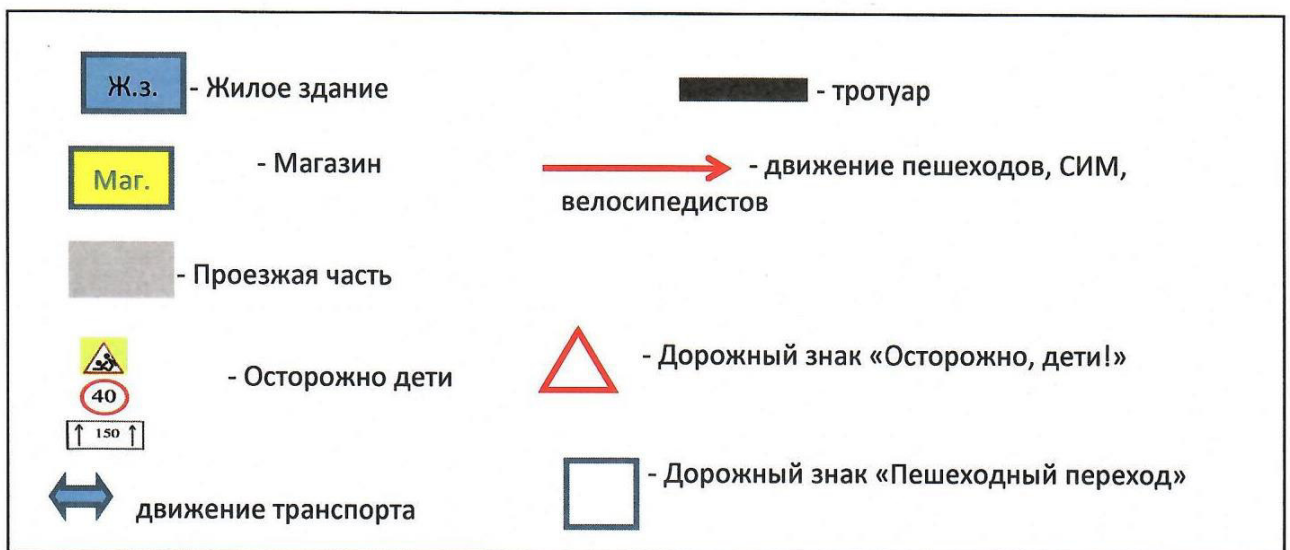 Ж.з. - Жилое здание
- тротуар
Маг. - Магазин
- движение пешеходов, СИМ,
велосипедистов
- Проезжая часть
40
150
- Осторожно дети
- Дорожный знак «Осторожно, дети!»
- Дорожный знак «Пешеходный переход»
движение транспорта